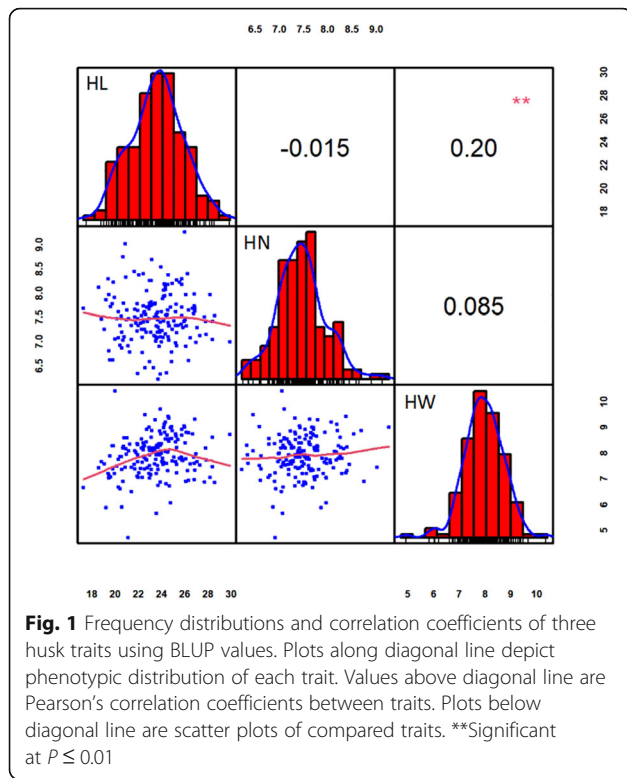 6.5 7.0 7.5 8.0 8.5 9.0
HL
-0.015
**
0.20
30
28
26
24
22
20
18
9.0
8.5
8.0
7.5
7.0
6.5
HN
0.085
HW
10
9
8
7
6
5
18 20 22 24 26 28 30
5 6 7 8 9 10
Fig. 1 Frequency distributions and correlation coefficients of three
husk traits using BLUP values. Plots along diagonal line depict
phenotypic distribution of each trait. Values above diagonal line are
Pearson's correlation coefficients between traits. Plots below
diagonal line are scatter plots of compared traits. **Significant
at P ≤ 0.01